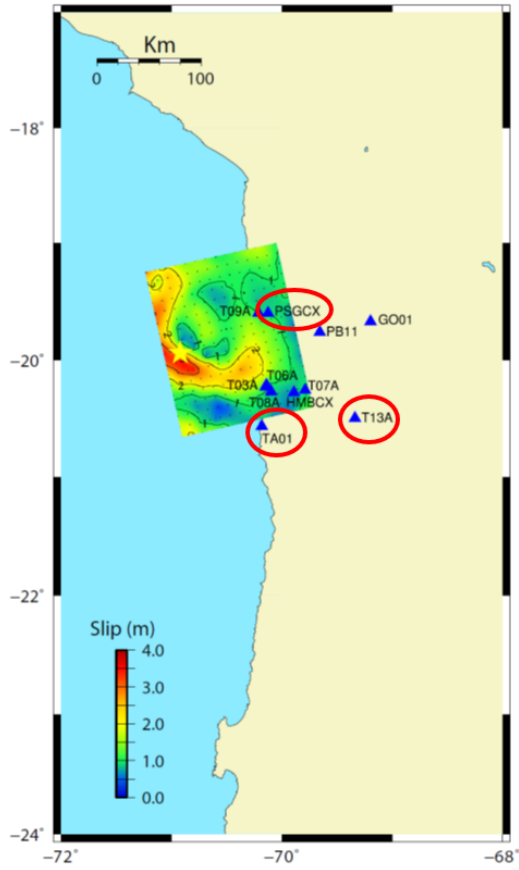 Km
0 100
−18°
T09A PSGCX
GO01
PB11
−20°
T06A
T03A T07A
T08A HMBCX
T13A
TA01
−22°
Slip (m)
4.0
3.0
2.0
1.0
0.0
−24°
−72° −70° −68°